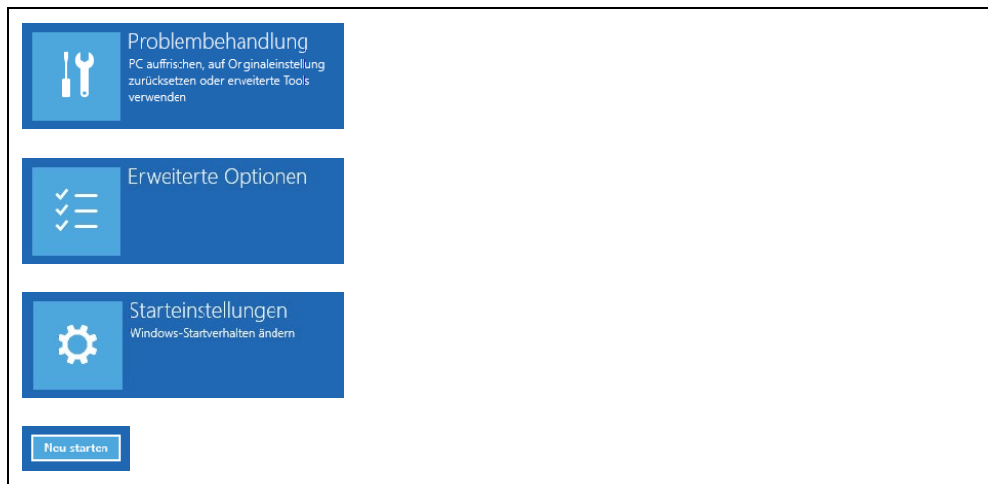 Problembehandlung
PC auffrischen, auf Orginaleinstellung
zurücksetzen oder erweiterte Tools
verwenden
Erweiterte Optionen
Starteinstellungen
Windows-Startverhalten ändern
Neu starten